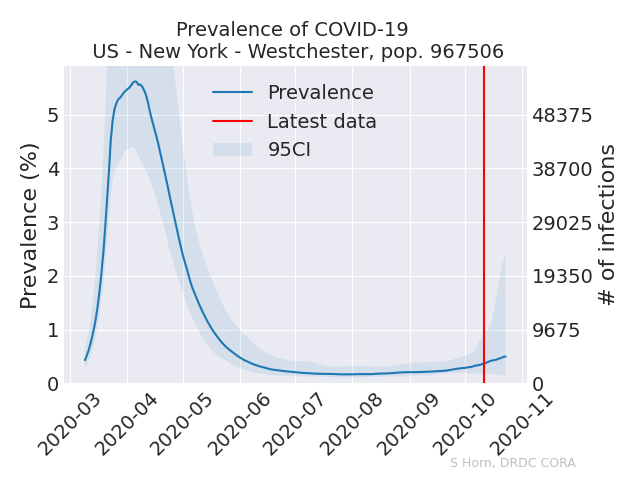 Prevalence of COVID-19
US - New York - Westchester, pop. 967506
Prevalence
Latest data
95CI
Prevalence (%)
5
4
3
2
1
0
48375
38700
29025
19350
9675
0
# of infections
2020-03
2020-04
2020-05
2020-06
2020-07
2020-08
2020-09
2020-10
2020-11
S Horn, DRDC CORA